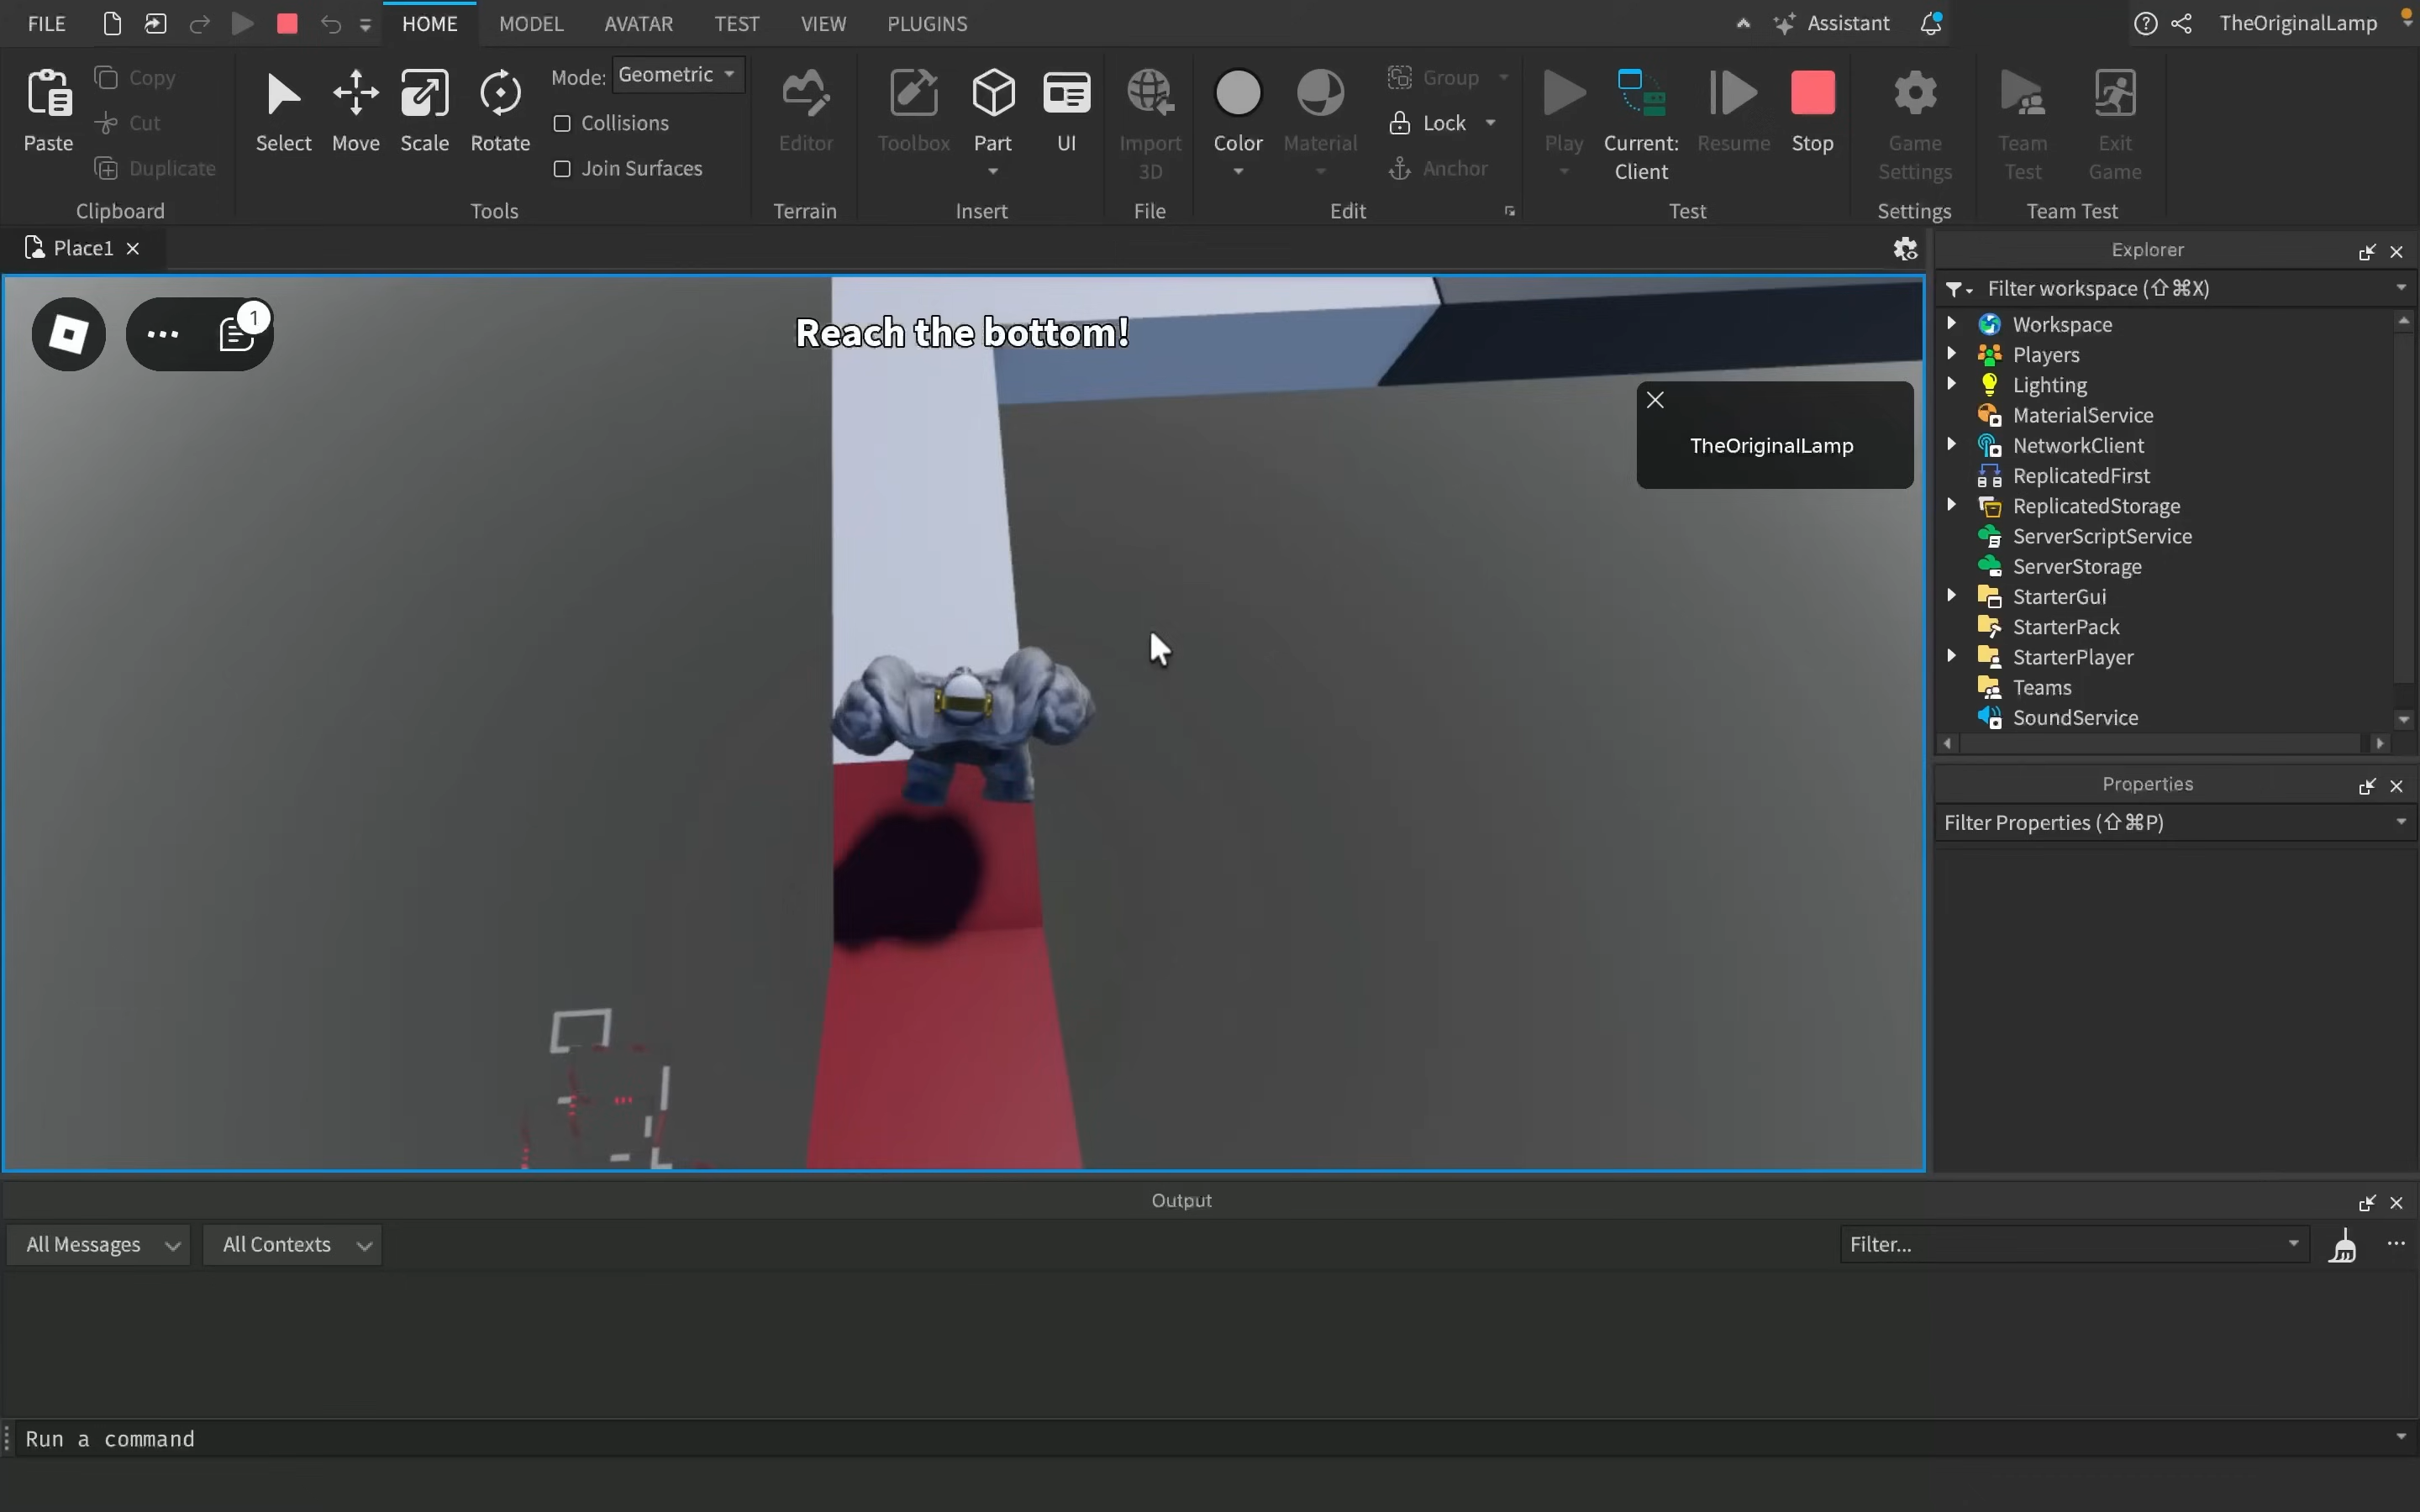 FILE
HOME
MODEL
AVATAR
TEST
VIEW
PLUGINS
Assistant
TheOriginalLamp
Paste
Copy
Cut
Duplicate
Clipboard
Select
Move
Scale
Rotate
Mode: Geometric
Collisions
Join Surfaces
Tools
Editor
Terrain
Toolbox
Part
UI
Insert
Import
3D
File
Color
Material
Group
Lock
Anchor
Edit
Play
Current:
Client
Resume
Stop
Test
Game
Settings
Settings
Team
Test
Exit
Game
Team Test
Place1
1
Reach the bottom!
TheOriginalLamp
Explorer
Filter workspace (⇧⌘X)
Workspace
Players
Lighting
MaterialService
NetworkClient
ReplicatedFirst
ReplicatedStorage
ServerScriptService
ServerStorage
StarterGui
StarterPack
StarterPlayer
Teams
SoundService
Properties
Filter Properties (⇧⌘P)
Output
All Messages
All Contexts
Filter...
Run a command